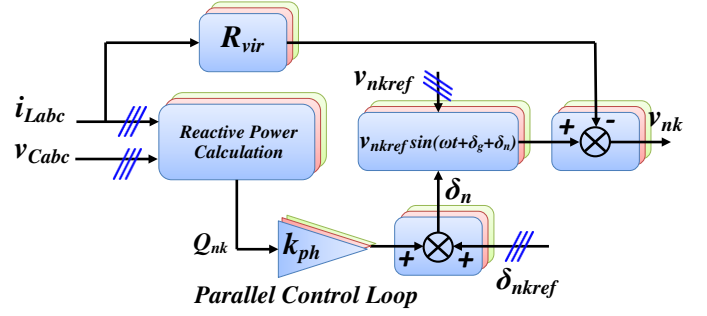 R_vir
i_Labc
v_Cabc
Reactive Power
Calculation
v_nkref
v_nkref sin(ωt+δ_g+δ_n)
+
-
v_nk
δ_n
Q_nk
k_ph
+
+
δ_nkref
Parallel Control Loop